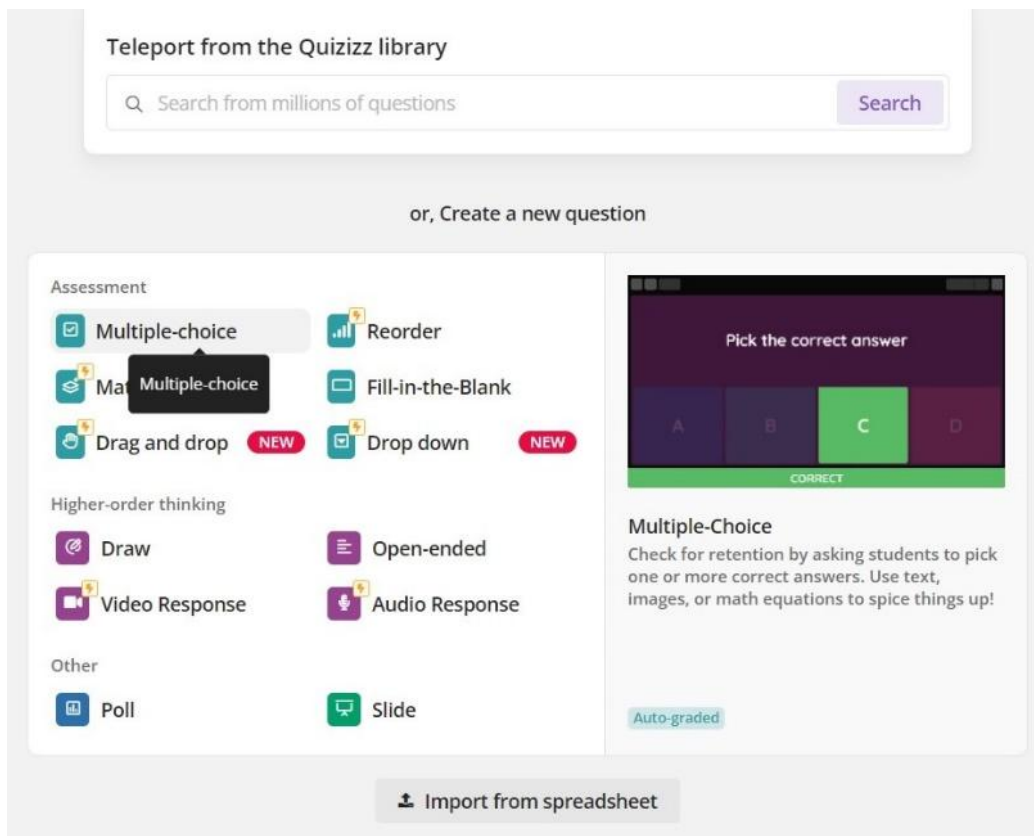 Teleport from the Quizizz library
Search from millions of questions
Search
or, Create a new question
Assessment
Multiple-choice
Reorder
Multiple-choice
Fill-in-the-Blank
Drag and drop NEW
Drop down NEW
Higher-order thinking
Draw
Open-ended
Video Response
Audio Response
Other
Poll
Slide
Pick the correct answer
A B C D
CORRECT
Multiple-Choice
Check for retention by asking students to pick
one or more correct answers. Use text,
images, or math equations to spice things up!
Auto-graded
Import from spreadsheet